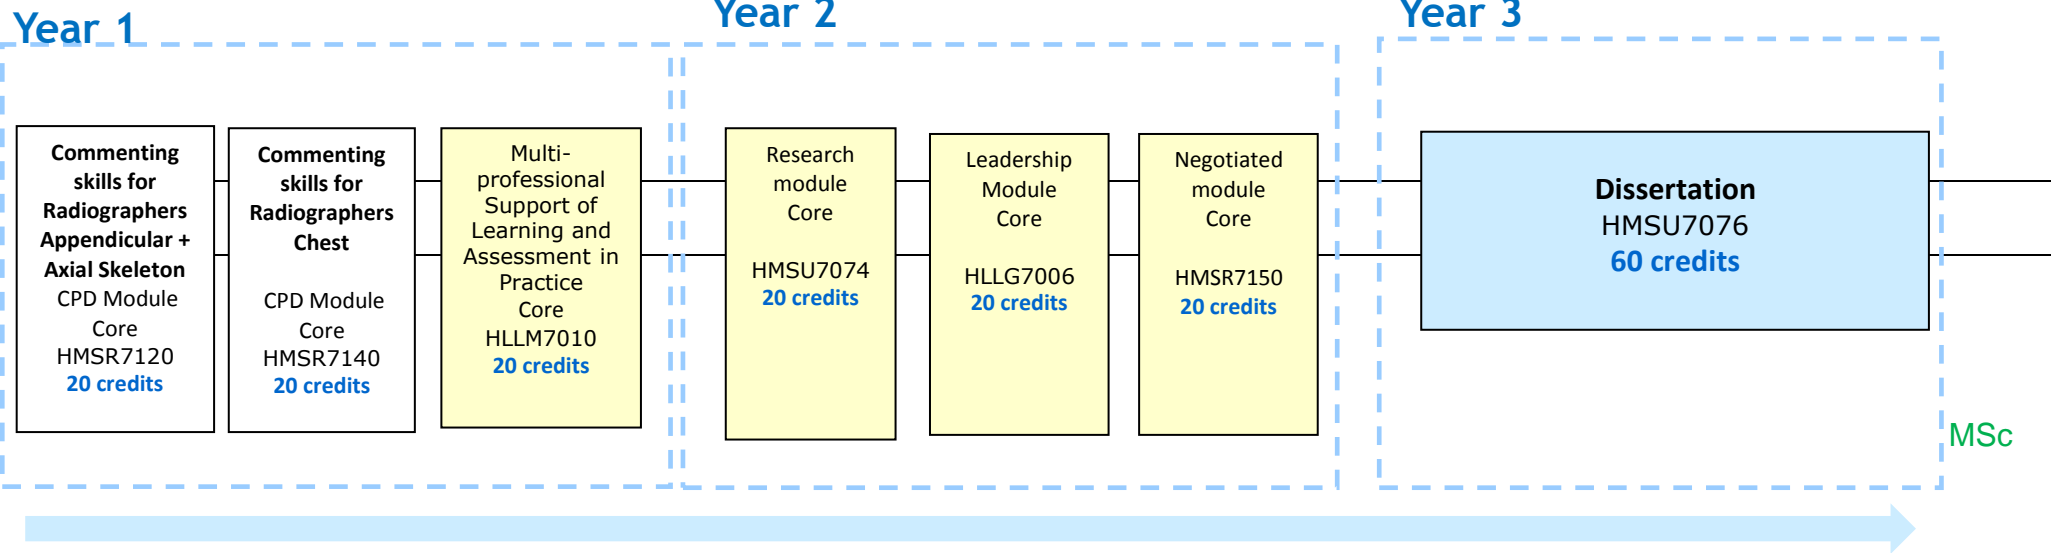 Year 1
Commenting
skills for
Radiographers
Appendicular +
Axial Skeleton
CPD Module
Core
HMSR7120
20 credits
Commenting
skills for
Radiographers
Chest
CPD Module
Core
HMSR7140
20 credits
Multi-
professional
Support of
Learning and
Assessment in
Practice
Core
HLLM7010
20 credits
Year 2
Research
module
Core
HMSU7074
20 credits
Leadership
Module
Core
HLLG7006
20 credits
Negotiated
module
Core
HMSR7150
20 credits
Year 3
Dissertation
HMSU7076
60 credits
MSc